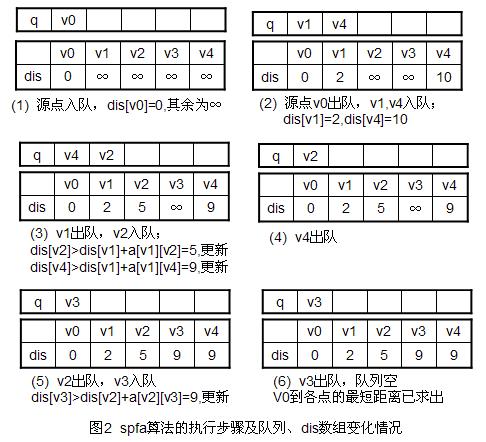 q v0
v0 v1 v2 v3 v4
dis 0 ∞ ∞ ∞ ∞
(1) 源点入队，dis[v0]=0,其余为∞
q v1 v4
v0 v1 v2 v3 v4
dis 0 2 ∞ ∞ 10
(2) 源点v0出队，v1,v4入队；
dis[v1]=2,dis[v4]=10
q v4 v2
v0 v1 v2 v3 v4
dis 0 2 5 ∞ 9
(3) v1出队，v2入队；
dis[v2]>dis[v1]+a[v1][v2]=5,更新
dis[v4]>dis[v1]+a[v1][v4]=9,更新
q v2
v0 v1 v2 v3 v4
dis 0 2 5 ∞ 9
(4) v4出队
q v3
v0 v1 v2 v3 v4
dis 0 2 5 9 9
(5) v2出队，v3入队
dis[v3]>dis[v2]+a[v2][v3]=9,更新
q v3
v0 v1 v2 v3 v4
dis 0 2 5 9 9
(6) v3出队，队列空
V0到各点的最短距离已求出
图2 spfa算法的执行步骤及队列、dis数组变化情况